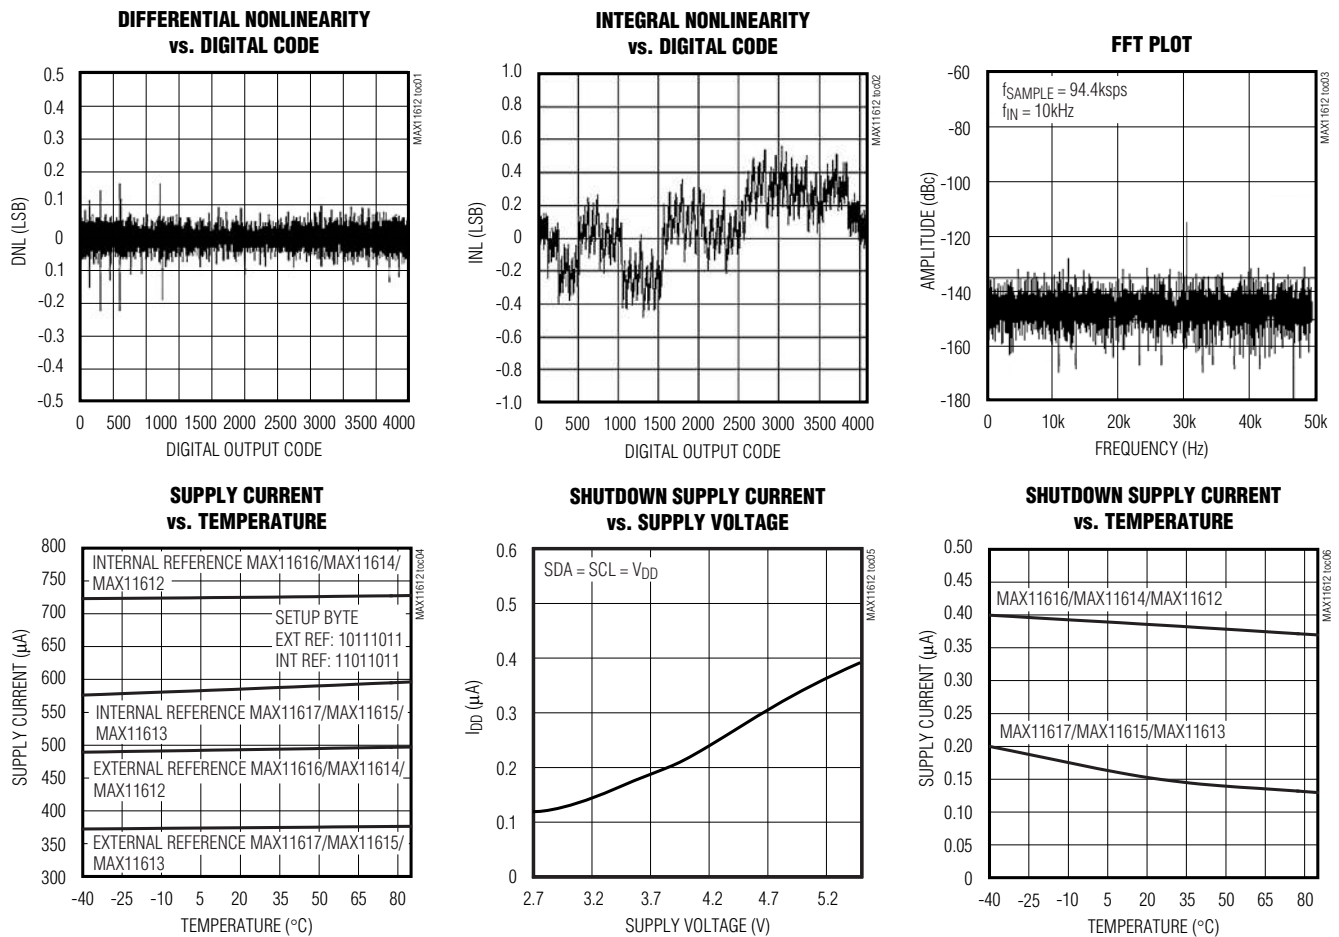 DIFFERENTIAL NONLINEARITY
vs. DIGITAL CODE
0.5
0.4
0.3
0.2
0.1
0
0.1
-0.2
-0.3
-0.4
-0.5
DNL (LSB)
0 500 1000 1500 2000 2500 3000 3500 4000
DIGITAL OUTPUT CODE
MAX11612 toc01
INTEGRAL NONLINEARITY
vs. DIGITAL CODE
1.0
0.8
0.6
0.4
0.2
0
-0.2
-0.4
-0.6
-0.8
-1.0
INL (LSB)
0 500 1000 1500 2000 2500 3000 3500 4000
DIGITAL OUTPUT CODE
MAX11612 toc02
FFT PLOT
-60
-80
-100
-120
-140
-160
-180
AMPLITUDE (dBc)
fSAMPLE = 94.4ksps
fIN = 10kHz
0 10k 20k 30k 40k 50k
FREQUENCY (Hz)
MAX11612 toc03
SUPPLY CURRENT
vs. TEMPERATURE
800
750
700
650
600
550
500
450
400
350
300
SUPPLY CURRENT (µA)
INTERNAL REFERENCE MAX11616/MAX11614/
MAX11612
SETUP BYTE
EXT REF: 10111011
INT REF: 11011011
INTERNAL REFERENCE MAX11617/MAX11615/
MAX11613
EXTERNAL REFERENCE MAX11616/MAX11614/
MAX11612
EXTERNAL REFERENCE MAX11617/MAX11615/
MAX11613
-40 -25 -10 5 20 35 50 65 80
TEMPERATURE (°C)
MAX11612 toc04
SHUTDOWN SUPPLY CURRENT
vs. SUPPLY VOLTAGE
0.6
0.5
0.4
0.3
0.2
0.1
0
IDD (µA)
SDA = SCL = VDD
2.7 3.2 3.7 4.2 4.7 5.2
SUPPLY VOLTAGE (V)
MAX11612 toc05
SHUTDOWN SUPPLY CURRENT
vs. TEMPERATURE
0.50
0.45
0.40
0.35
0.30
0.25
0.20
0.15
0.10
0.05
0
SUPPLY CURRENT (µA)
MAX11616/MAX11614/MAX11612
MAX11617/MAX11615/MAX11613
-40 -25 -10 5 20 35 50 65 80
TEMPERATURE (°C)
MAX11612 toc06